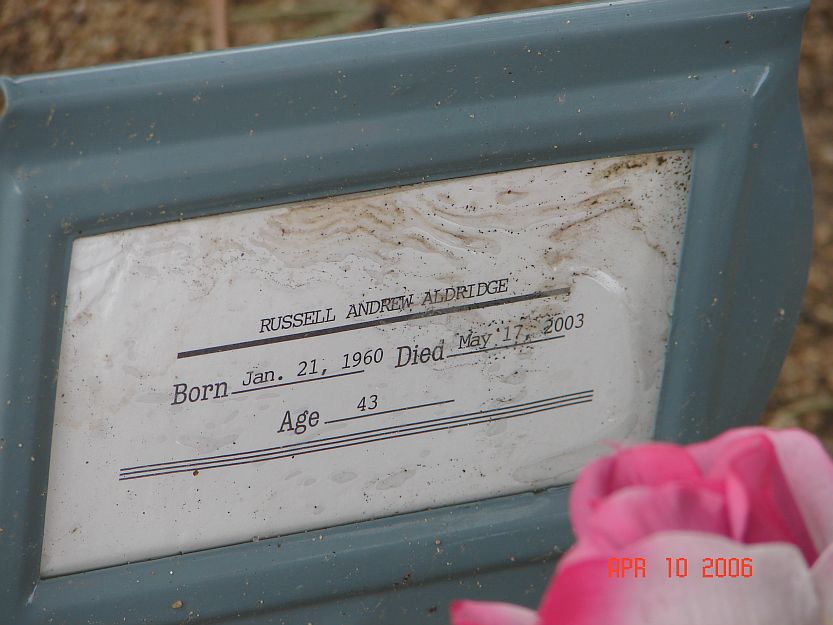 RUSSELL ANDREW ALDRIDGE
Born Jan. 21, 1960 Died May 17, 2003
Age 43
APR 10 2006